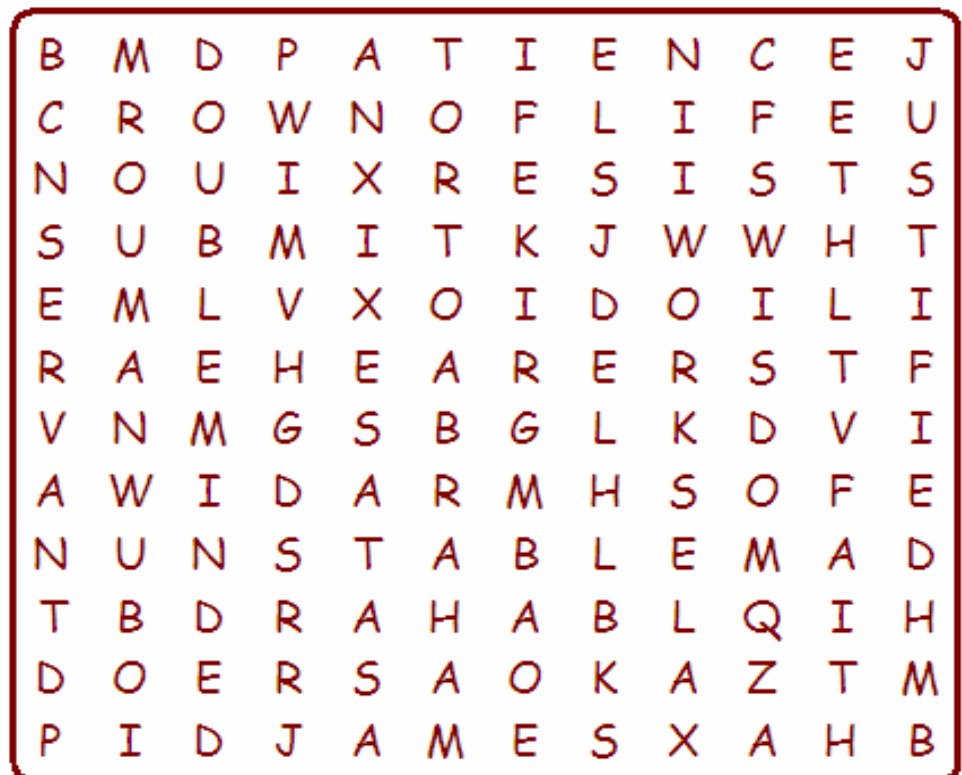 B M D P A T I E N C E J
C R O W N O F L I F E U
N O U I X R E S I S T S
S U B M I T K J W W H T
E M L V X O I D O I L I
R A E H E A R E R S T F
V N M G S B G L K D V I
A W I D A R M H S O F E
N U N S T A B L E M A D
T B D R A H A B L Q I H
D O E R S A O K A Z T M
P I D J A M E S X A H B